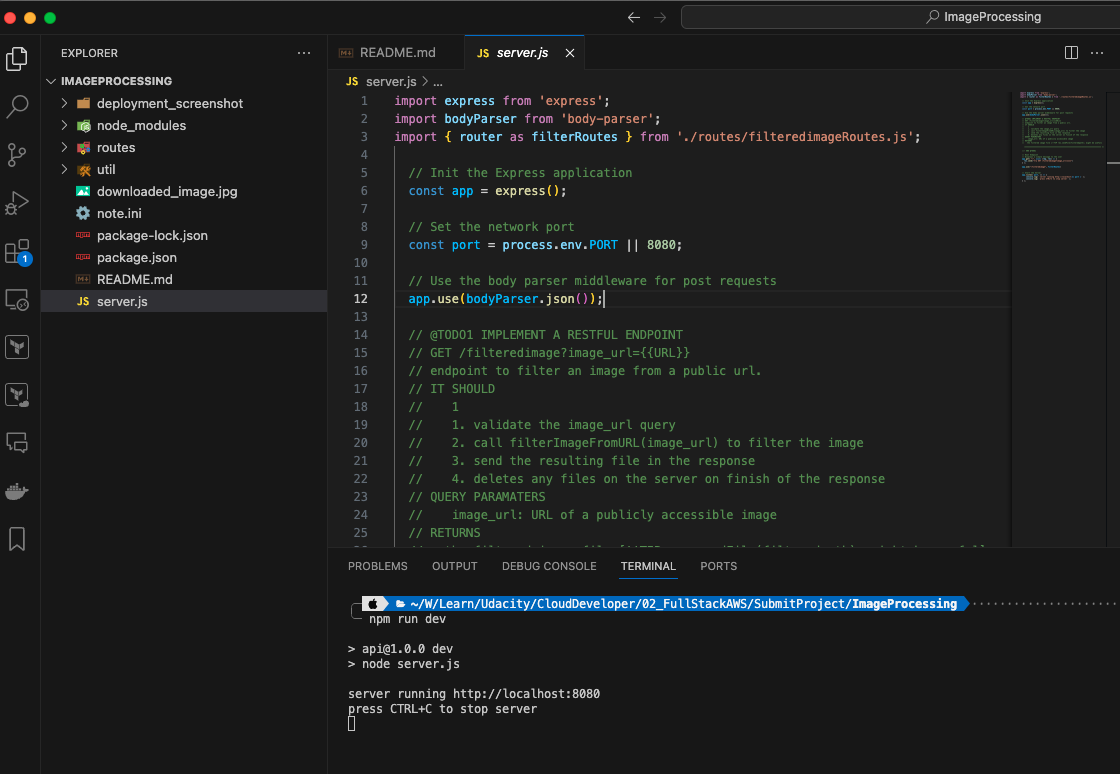 ImageProcessing
EXPLORER
IMAGEPROCESSING
deployment_screenshot
node_modules
routes
util
downloaded_image.jpg
note.ini
package-lock.json
package.json
README.md
JS server.js
1
README.md
JS server.js
JS server.js > ...
1 import express from 'express';
2 import bodyParser from 'body-parser';
3 import { router as filterRoutes } from './routes/filteredimageRoutes.js';
4
5 // Init the Express application
6 const app = express();
7
8 // Set the network port
9 const port = process.env.PORT || 8080;
10
11 // Use the body parser middleware for post requests
12 app.use(bodyParser.json());
13
14 // @TODO1 IMPLEMENT A RESTFUL ENDPOINT
15 // GET /filteredimage?image_url={{URL}}
16 // endpoint to filter an image from a public url.
17 // IT SHOULD
18 //    1
19 //    1. validate the image_url query
20 //    2. call filterImageFromURL(image_url) to filter the image
21 //    3. send the resulting file in the response
22 //    4. deletes any files on the server on finish of the response
23 // QUERY PARAMATERS
24 //    image_url: URL of a publicly accessible image
25 // RETURNS
PROBLEMS OUTPUT DEBUG CONSOLE TERMINAL PORTS
~/W/Learn/Udacity/CloudDeveloper/02_FullStackAWS/SubmitProject/ImageProcessing
npm run dev
> api@1.0.0 dev
> node server.js
server running http://localhost:8080
press CTRL+C to stop server